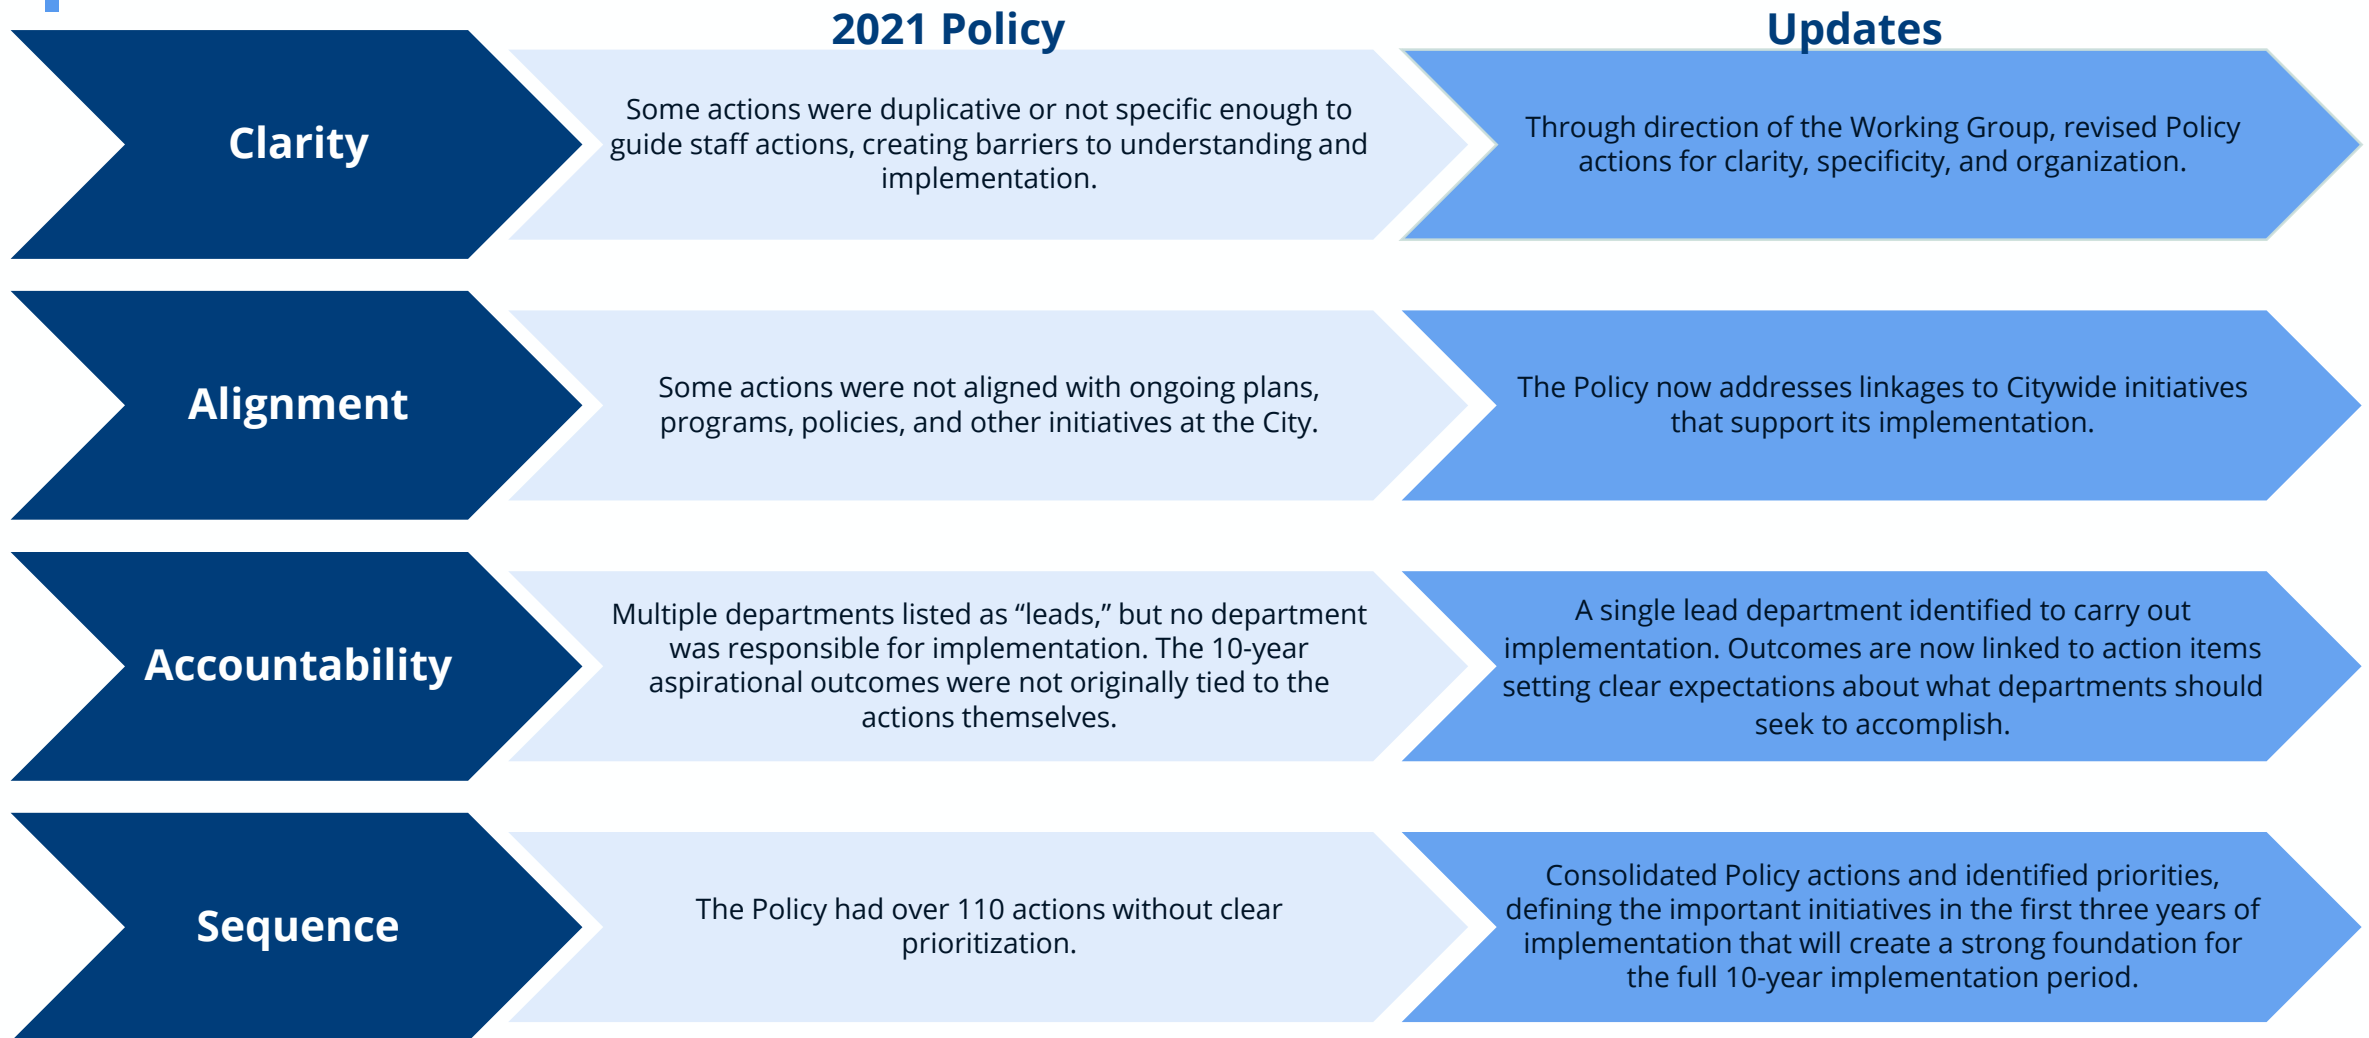 2021 Policy
Updates
Clarity
Some actions were duplicative or not specific enough to
guide staff actions, creating barriers to understanding and
implementation.
Through direction of the Working Group, revised Policy
actions for clarity, specificity, and organization.
Alignment
Some actions were not aligned with ongoing plans,
programs, policies, and other initiatives at the City.
The Policy now addresses linkages to Citywide initiatives
that support its implementation.
Accountability
Multiple departments listed as “leads,” but no department
was responsible for implementation. The 10-year
aspirational outcomes were not originally tied to the
actions themselves.
A single lead department identified to carry out
implementation. Outcomes are now linked to action items
setting clear expectations about what departments should
seek to accomplish.
Sequence
The Policy had over 110 actions without clear
prioritization.
Consolidated Policy actions and identified priorities,
defining the important initiatives in the first three years of
implementation that will create a strong foundation for
the full 10-year implementation period.